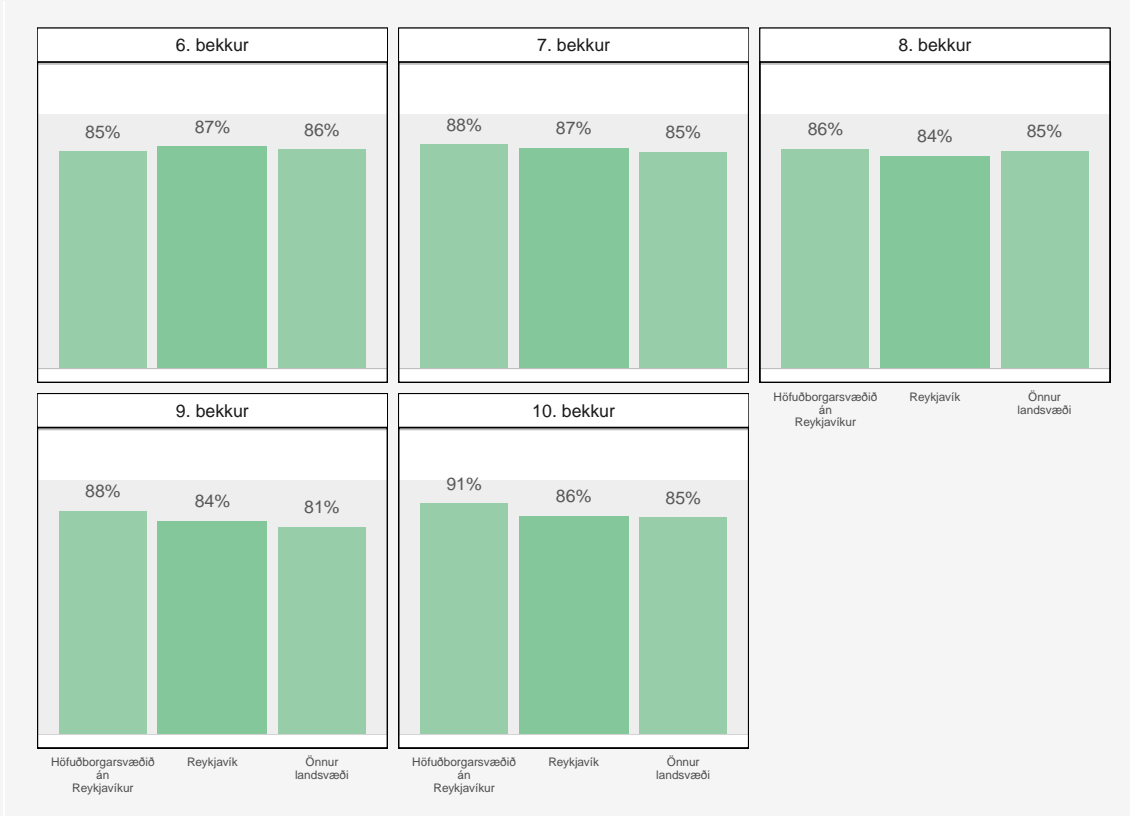 6. bekkur
85%
87%
86%
7. bekkur
88%
87%
85%
8. bekkur
86%
84%
85%
Höfuðborgarsvæðið
án
Reykjavíkur
Reykjavík
Önnur
landsvæði
9. bekkur
88%
84%
81%
Höfuðborgarsvæðið
án
Reykjavíkur
Reykjavík
Önnur
landsvæði
10. bekkur
91%
86%
85%
Höfuðborgarsvæðið
án
Reykjavíkur
Reykjavík
Önnur
landsvæði